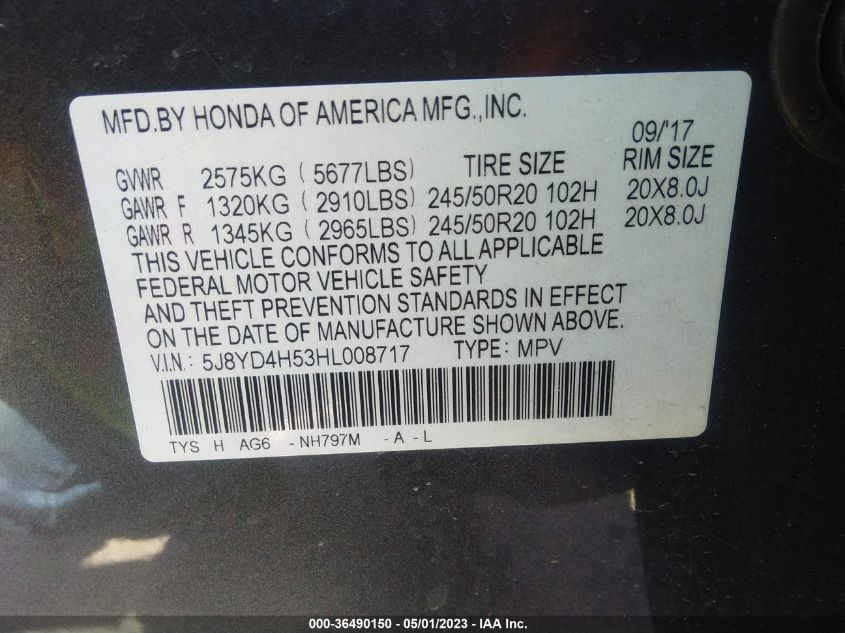 MFD.BY HONDA OF AMERICA MFG.,INC.
09/'17
GVWR 2575KG ( 5677LBS) TIRE SIZE RIM SIZE
GAWR F 1320KG ( 2910LBS) 245/50R20 102H 20X8.0J
GAWR R 1345KG ( 2965LBS) 245/50R20 102H 20X8.0J
THIS VEHICLE CONFORMS TO ALL APPLICABLE
FEDERAL MOTOR VEHICLE SAFETY
AND THEFT PREVENTION STANDARDS IN EFFECT
ON THE DATE OF MANUFACTURE SHOWN ABOVE.
V.I.N.: 5J8YD4H53HL008717 TYPE: MPV
TYS H AG6 -NH797M -A -L
000-36490150 - 05/01/2023 - IAA Inc.